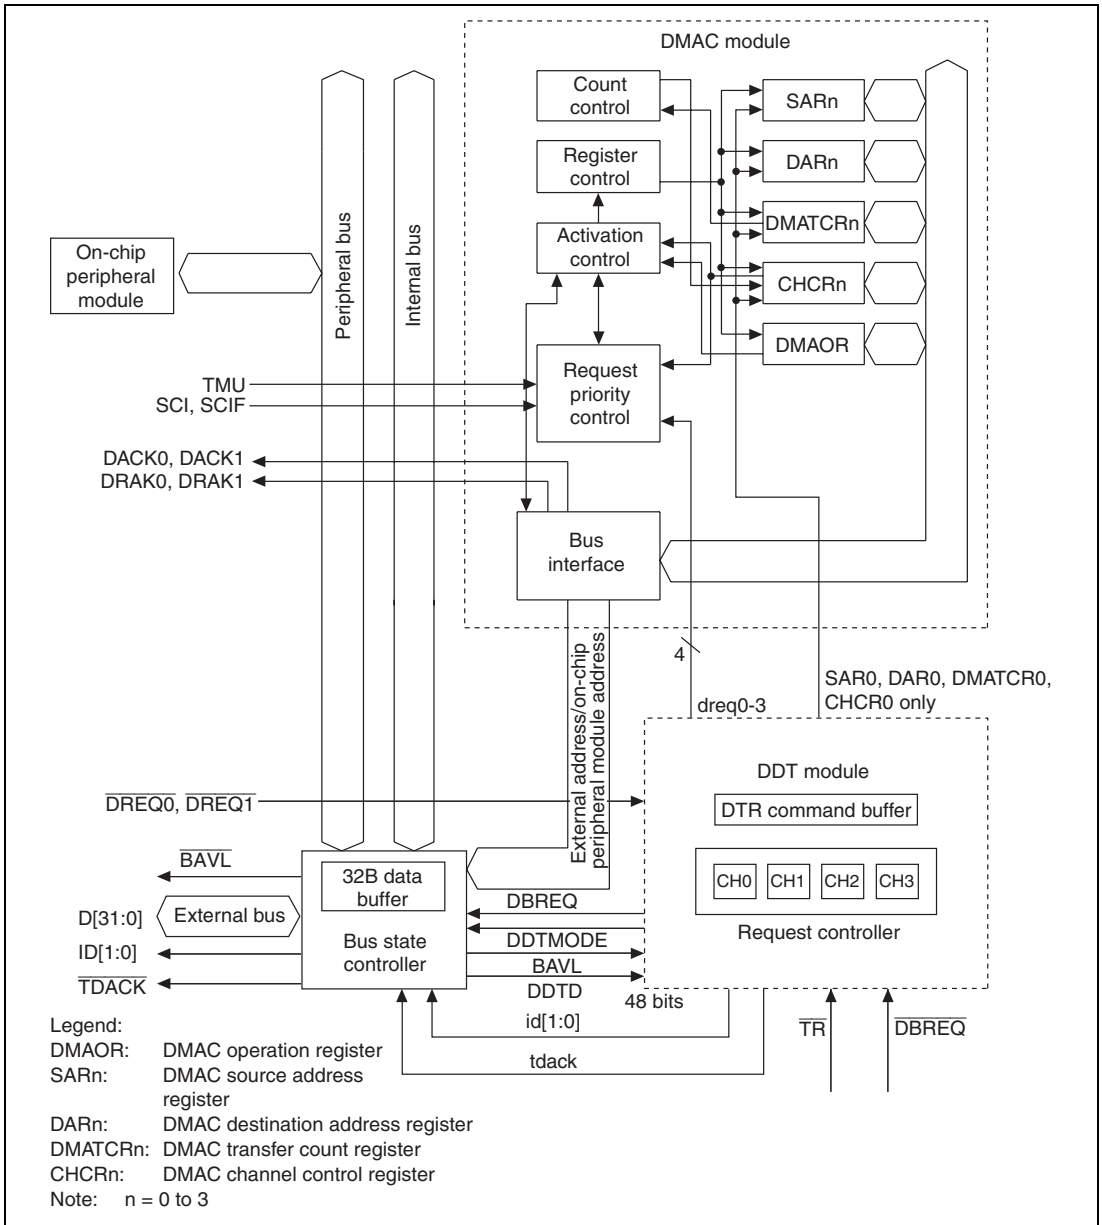 DMAC module
Count
control
SARn
Register
control
DARn
On-chip
peripheral
module
Peripheral bus
Internal bus
Activation
control
DMATCRn
CHCRn
DMAOR
TMU
SCI, SCIF
Request
priority
control
DACK0, DACK1
DRAK0, DRAK1
Bus
interface
External address/on-chip
peripheral module address
4
dreq0-3
SAR0, DAR0, DMATCR0,
CHCR0 only
DDT module
DTR command buffer
CH0 CH1 CH2 CH3
Request controller
DREQ0, DREQ1
BAVL
32B data
buffer
D[31:0]
External bus
Bus state
controller
ID[1:0]
TDACK
DBREQ
DDTMODE
BAVL
DDTD
48 bits
id[1:0]
tdack
TR
DBREQ
Legend:
DMAOR: DMAC operation register
SARn: DMAC source address
register
DARn: DMAC destination address register
DMATCRn: DMAC transfer count register
CHCRn: DMAC channel control register
Note: n = 0 to 3